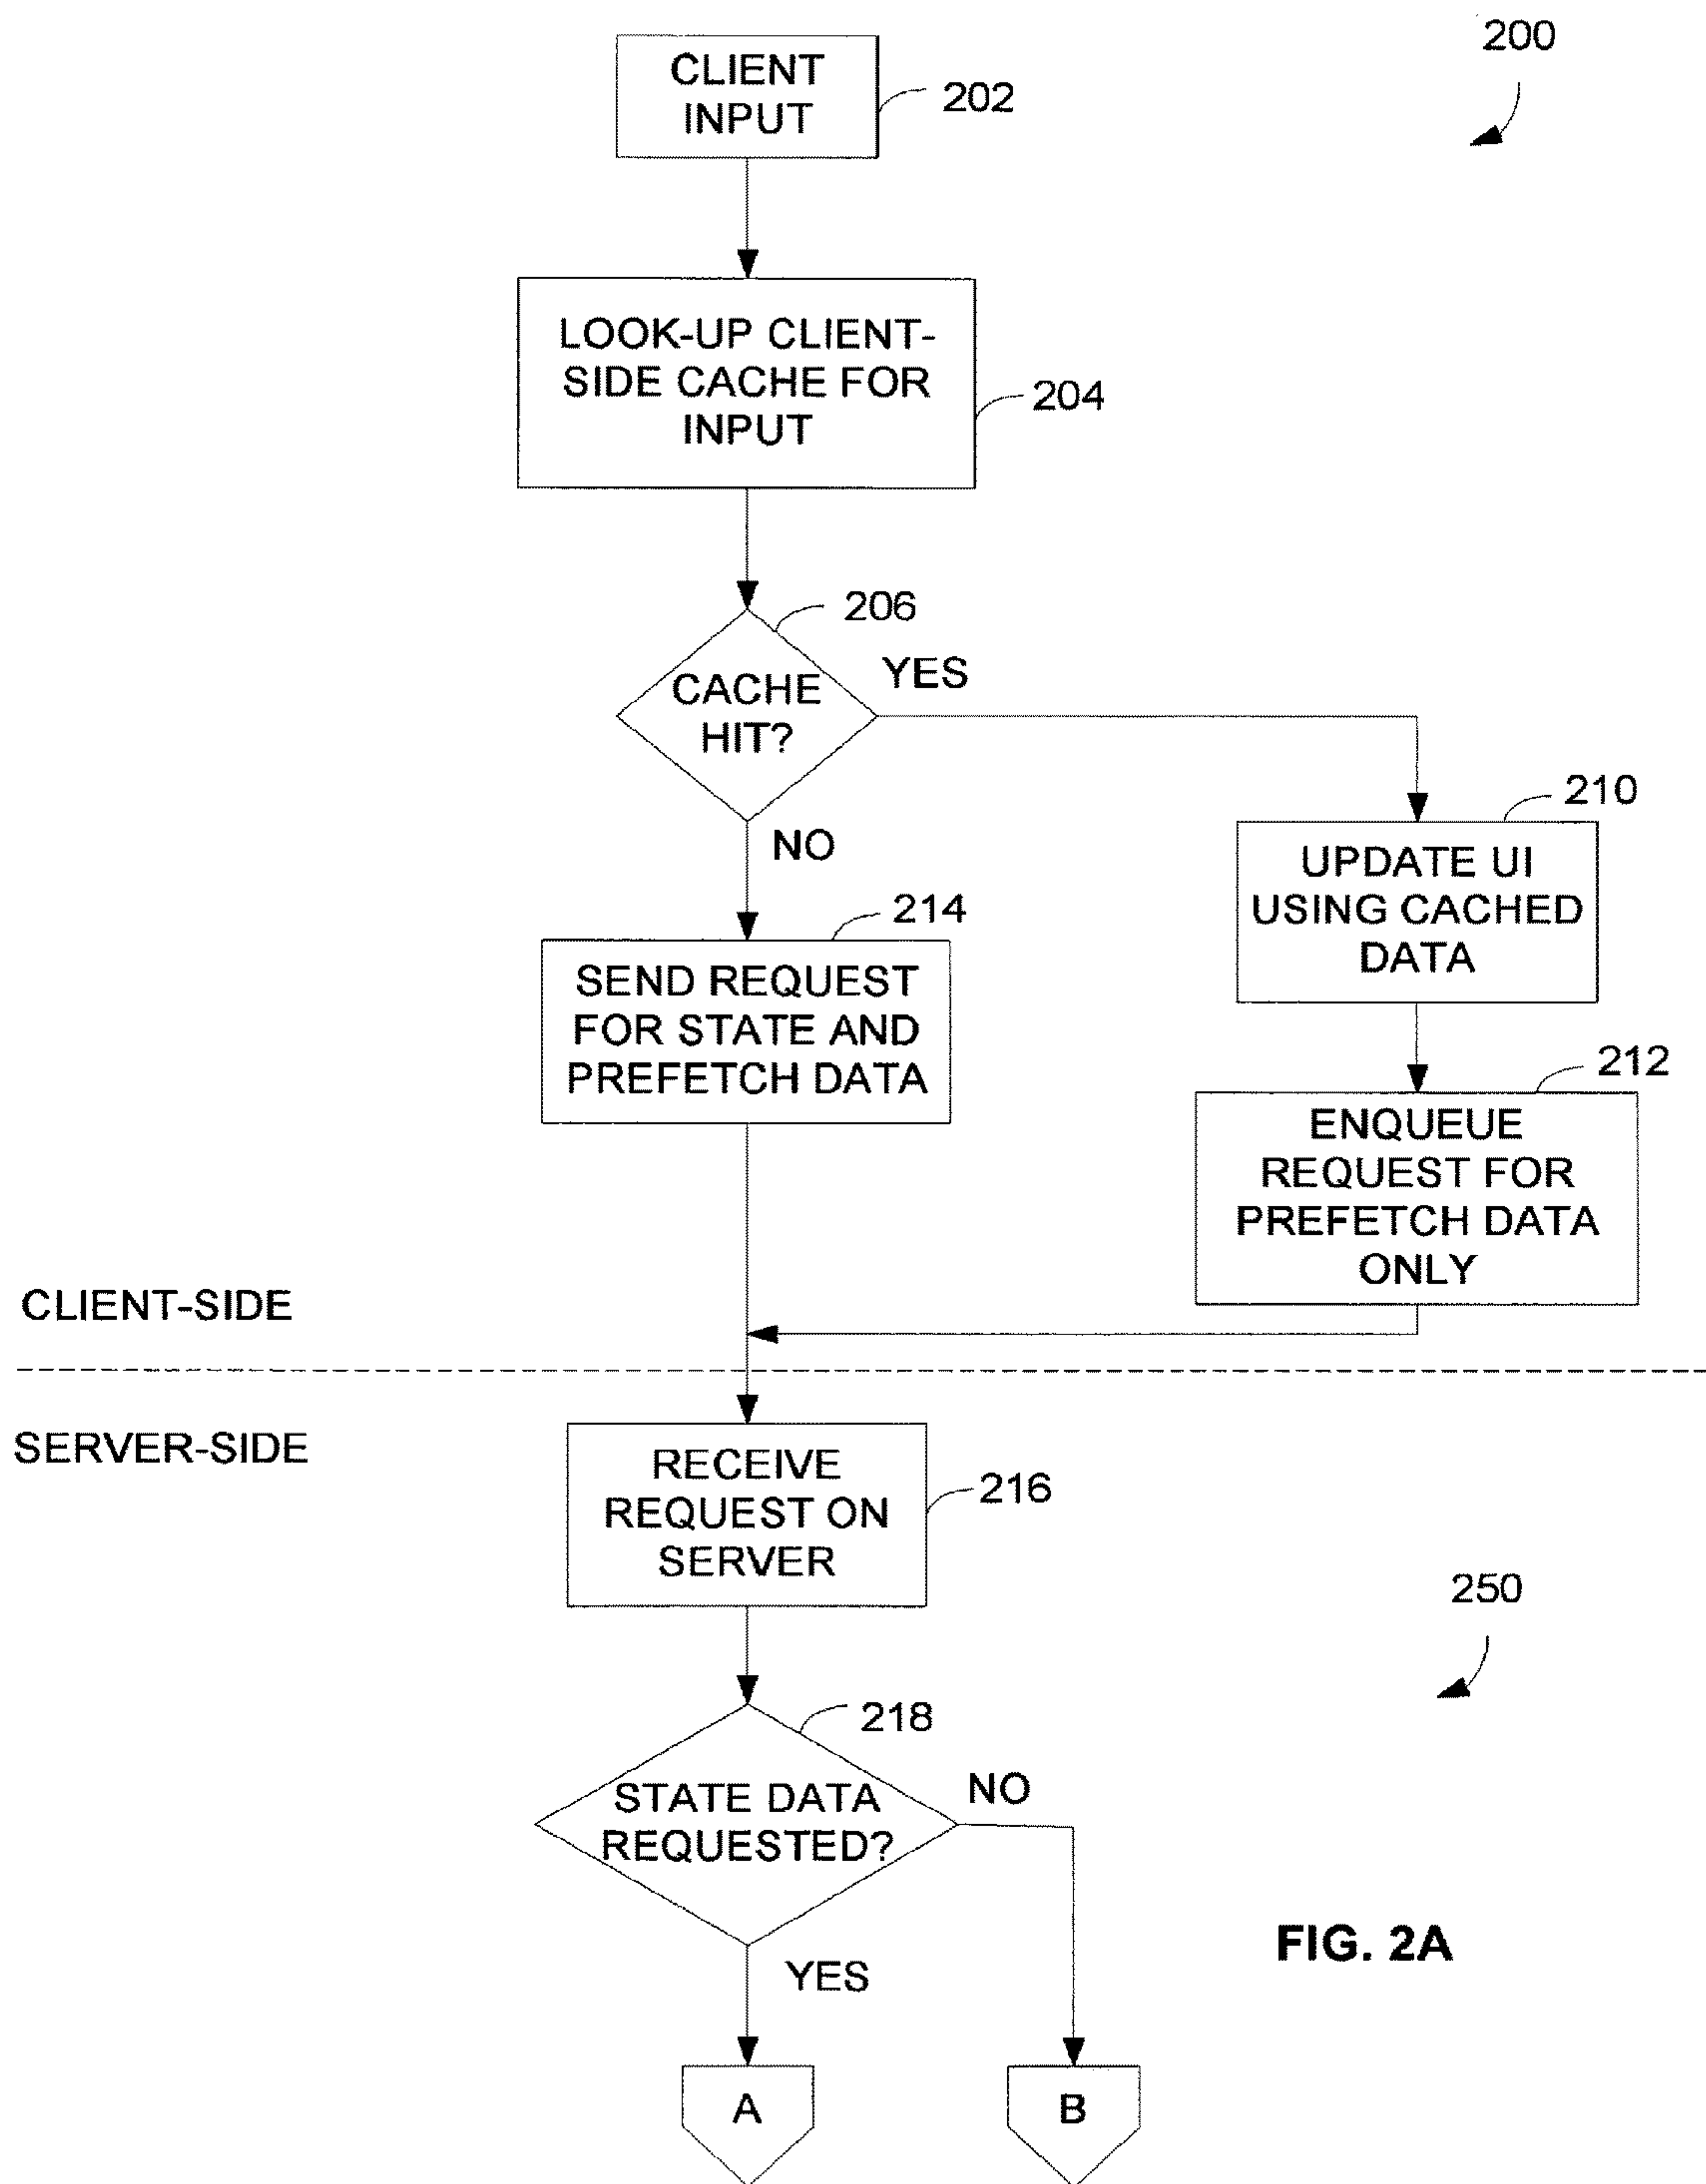 200
CLIENT
INPUT
202
LOOK-UP CLIENT-
SIDE CACHE FOR
INPUT
204
206
CACHE
HIT?
YES
NO
210
UPDATE UI
USING CACHED
DATA
214
SEND REQUEST
FOR STATE AND
PREFETCH DATA
212
ENQUEUE
REQUEST FOR
PREFETCH DATA
ONLY
CLIENT-SIDE
SERVER-SIDE
RECEIVE
REQUEST ON
SERVER
216
250
218
STATE DATA
REQUESTED?
NO
YES
FIG. 2A
A
B